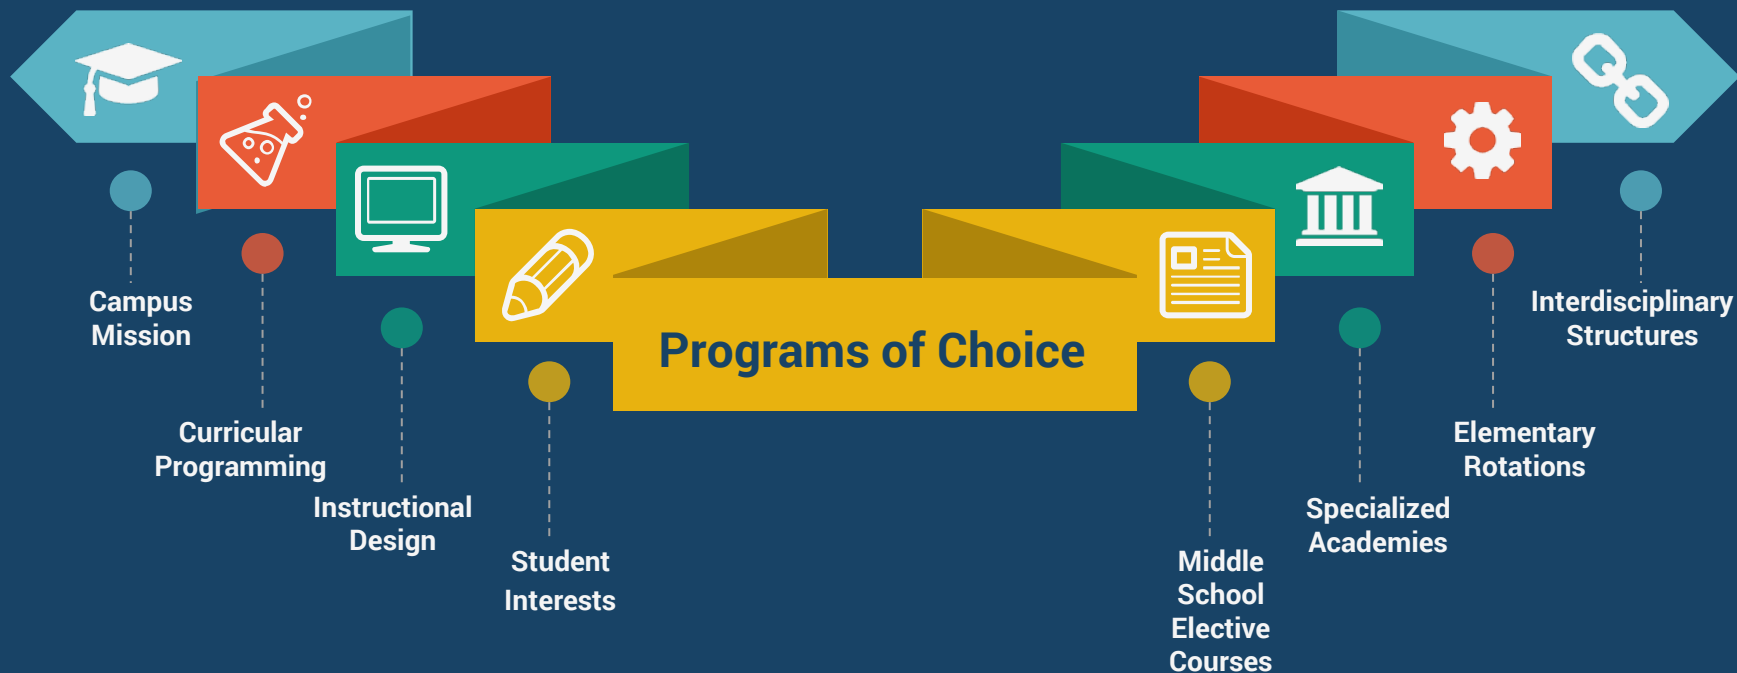 Programs of Choice
Campus
Mission
Curricular
Programming
Instructional
Design
Student
Interests
Middle
School
Elective
Courses
Specialized
Academies
Elementary
Rotations
Interdisciplinary
Structures